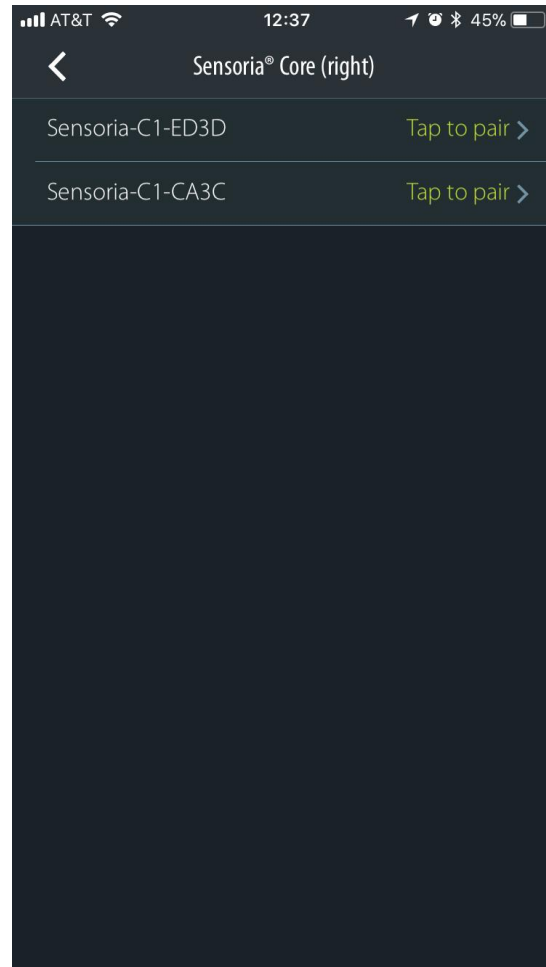 AT&T 12:37 45%
Sensoria® Core (right)
Sensoria-C1-ED3D Tap to pair
Sensoria-C1-CA3C Tap to pair